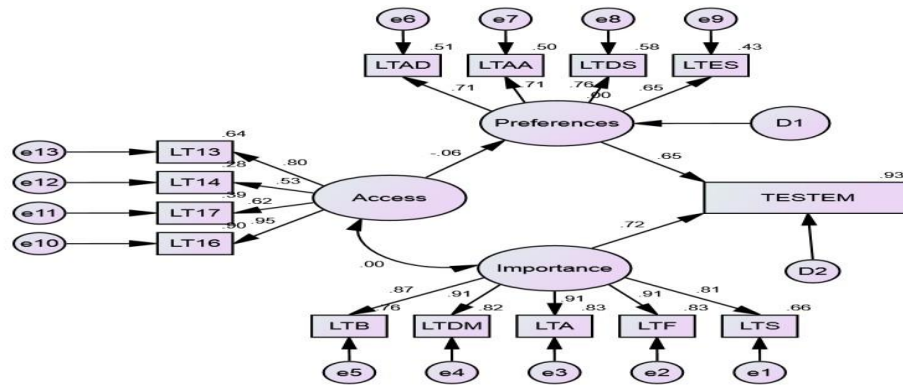 e6 e7 e8 e9
.51 .50 .58 .43
LTAD LTAA LTDS LTES
.71 .71 .76 .00 .65
Preferences D1
.64
e13 LT13 .80
-.06 .65
.28
e12 LT14 .53
.93
Access TESTEM
.39
e11 LT17 .62
.90
e10 LT16 .95
.72
.00 Importance D2
.87 .91 .91 .91 .81
.76 .82 .83 .83 .66
LTB LTDM LTA LTF LTS
e5 e4 e3 e2 e1